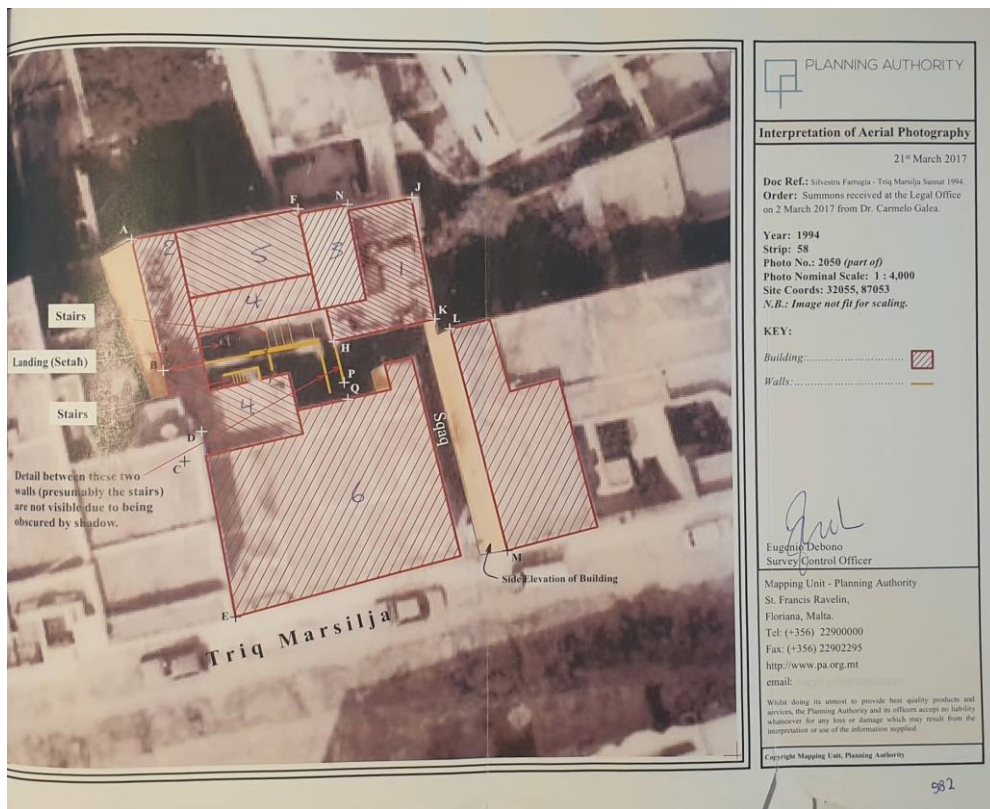 A
F
N
J
2
5
3
1
4
Stairs
K
L
H
Landing (Setaħ)
B
P
Q
Stairs
4
Sqaq
D
C
Detail between these two
walls (presumably the stairs)
are not visible due to being
obscured by shadow.
6
M
Side Elevation of Building
E
Triq Marsilja
PLANNING AUTHORITY
Interpretation of Aerial Photography
21st March 2017
Doc Ref.: Silvestru Farrugia - Triq Marsilja Sannat 1994.
Order: Summons received at the Legal Office
on 2 March 2017 from Dr. Carmelo Galea.
Year: 1994
Strip: 58
Photo No.: 2050 (part of)
Photo Nominal Scale: 1 : 4,000
Site Coords: 32055, 87053
N.B.: Image not fit for scaling.
KEY:
Building:
Walls:
Eugenio Debono
Survey Control Officer
Mapping Unit - Planning Authority
St. Francis Ravelin,
Floriana, Malta.
Tel: (+356) 22900000
Fax: (+356) 22902295
http://www.pa.org.mt
email:
Whilst doing its utmost to provide best quality products and
services, the Planning Authority and its officers accept no liability
whatsoever for any loss or damage which may result from the
interpretation or use of the information supplied.
Copyright Mapping Unit, Planning Authority
982